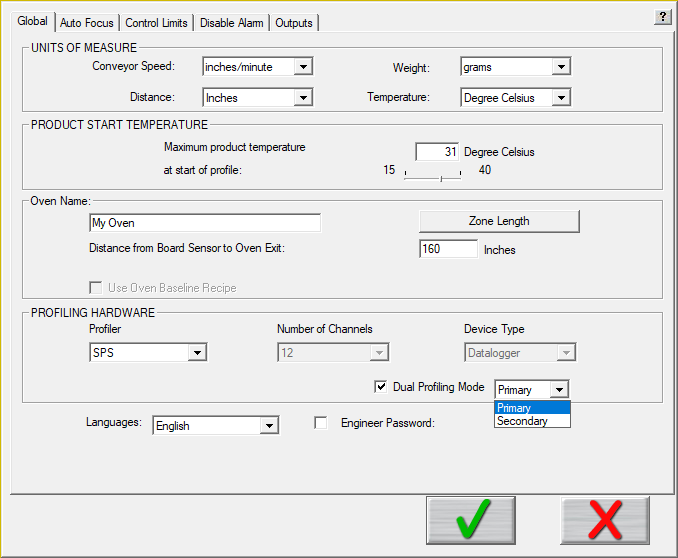 Global Auto Focus Control Limits Disable Alarm Outputs ?
UNITS OF MEASURE
Conveyor Speed: inches/minute Weight: grams
Distance: Inches Temperature: Degree Celsius
PRODUCT START TEMPERATURE
Maximum product temperature 31 Degree Celsius
at start of profile: 15 40
Oven Name:
My Oven Zone Length
Distance from Board Sensor to Oven Exit: 160 Inches
Use Oven Baseline Recipe
PROFILING HARDWARE
Profiler Number of Channels Device Type
SPS 12 Datalogger
Dual Profiling Mode Primary
Primary
Secondary
Languages: English Engineer Password: